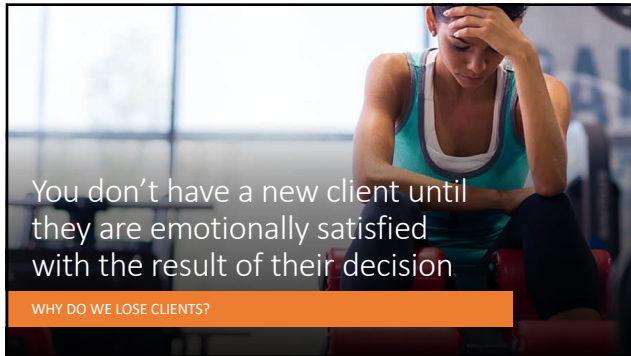 You don’t have a new client until
they are emotionally satisfied
with the result of their decision
WHY DO WE LOSE CLIENTS?